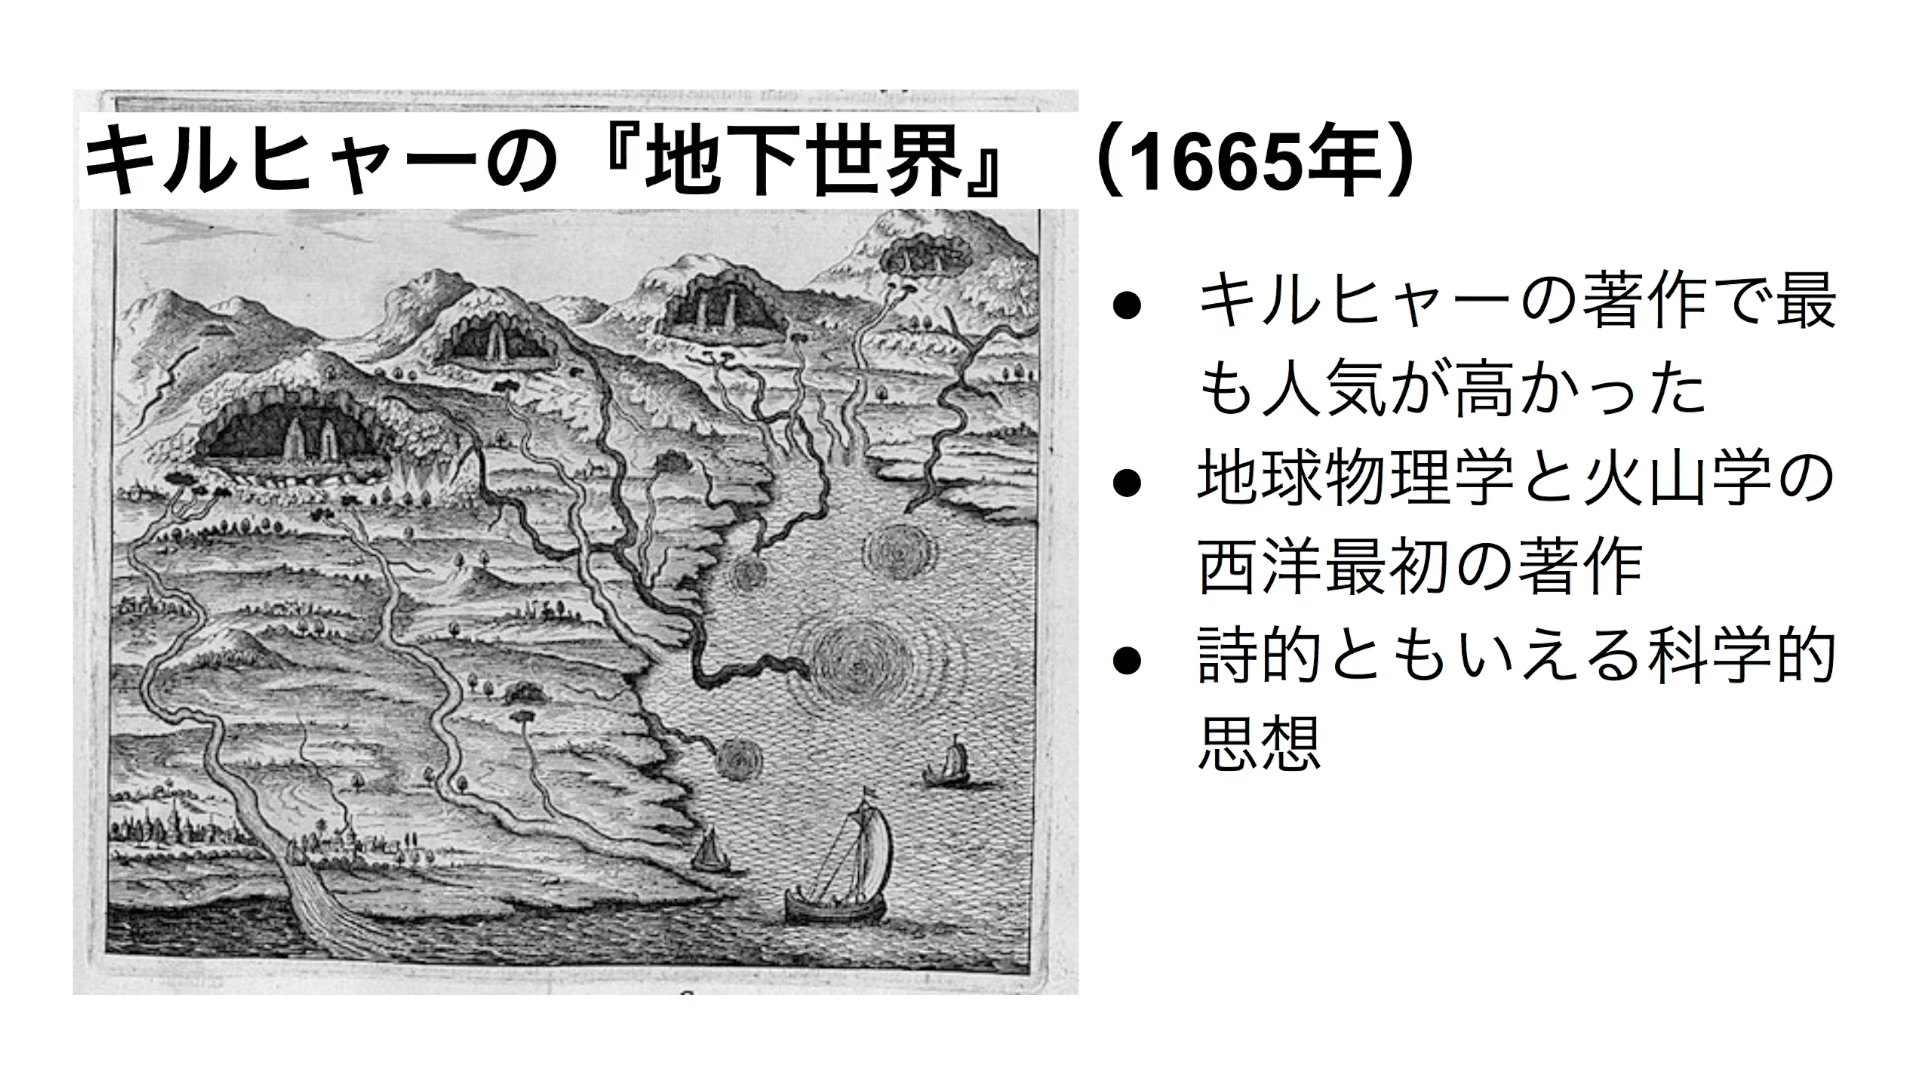 キルヒャーの『地下世界』（1665年）
● キルヒャーの著作で最
も人気が高かった
● 地球物理学と火山学の
西洋最初の著作
● 詩的ともいえる科学的
思想